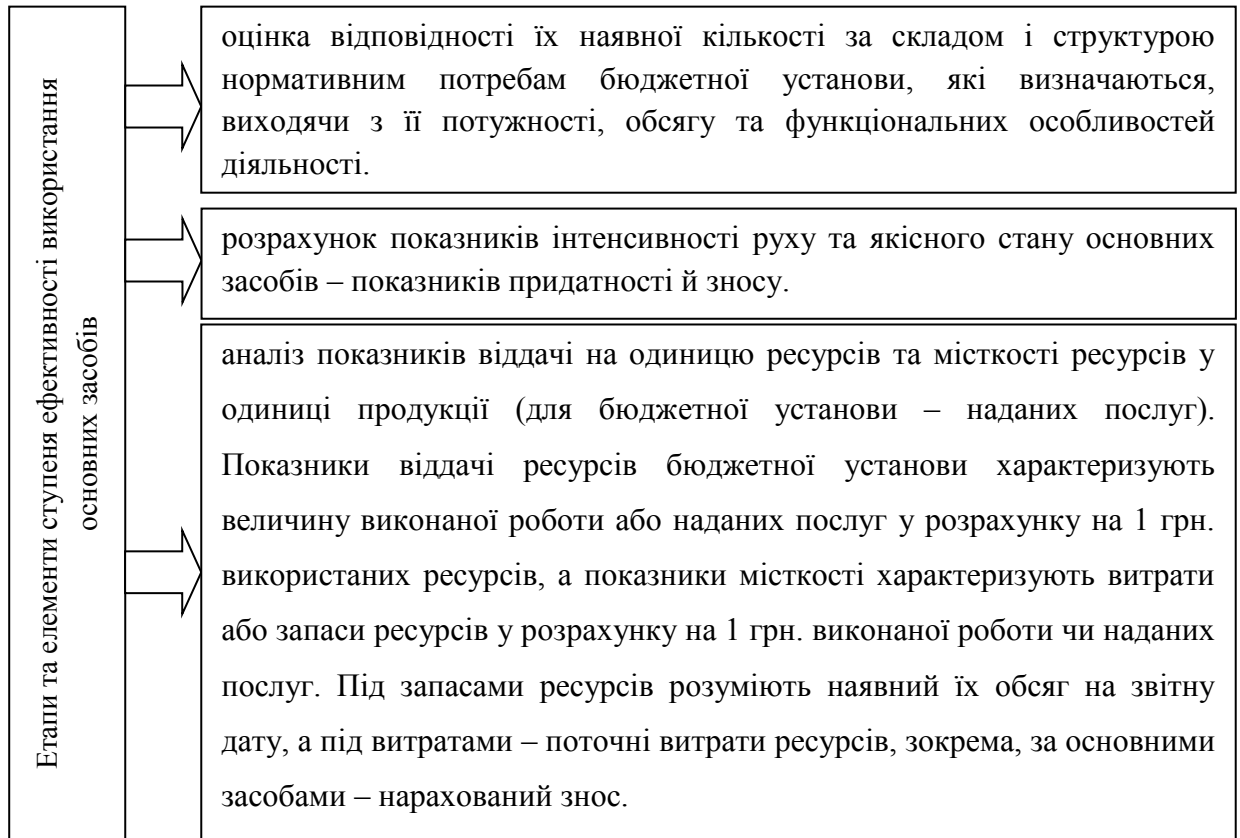 Етапи та елементи ступеня ефективності використання
основних засобів
оцінка відповідності їх наявної кількості за складом і структурою
нормативним потребам бюджетної установи, які визначаються,
виходячи з її потужності, обсягу та функціональних особливостей
діяльності.
розрахунок показників інтенсивності руху та якісного стану основних
засобів – показників придатності й зносу.
аналіз показників віддачі на одиницю ресурсів та місткості ресурсів у
одиниці продукції (для бюджетної установи – наданих послуг).
Показники віддачі ресурсів бюджетної установи характеризують
величину виконаної роботи або наданих послуг у розрахунку на 1 грн.
використаних ресурсів, а показники місткості характеризують витрати
або запаси ресурсів у розрахунку на 1 грн. виконаної роботи чи наданих
послуг. Під запасами ресурсів розуміють наявний їх обсяг на звітну
дату, а під витратами – поточні витрати ресурсів, зокрема, за основними
засобами – нарахований знос.